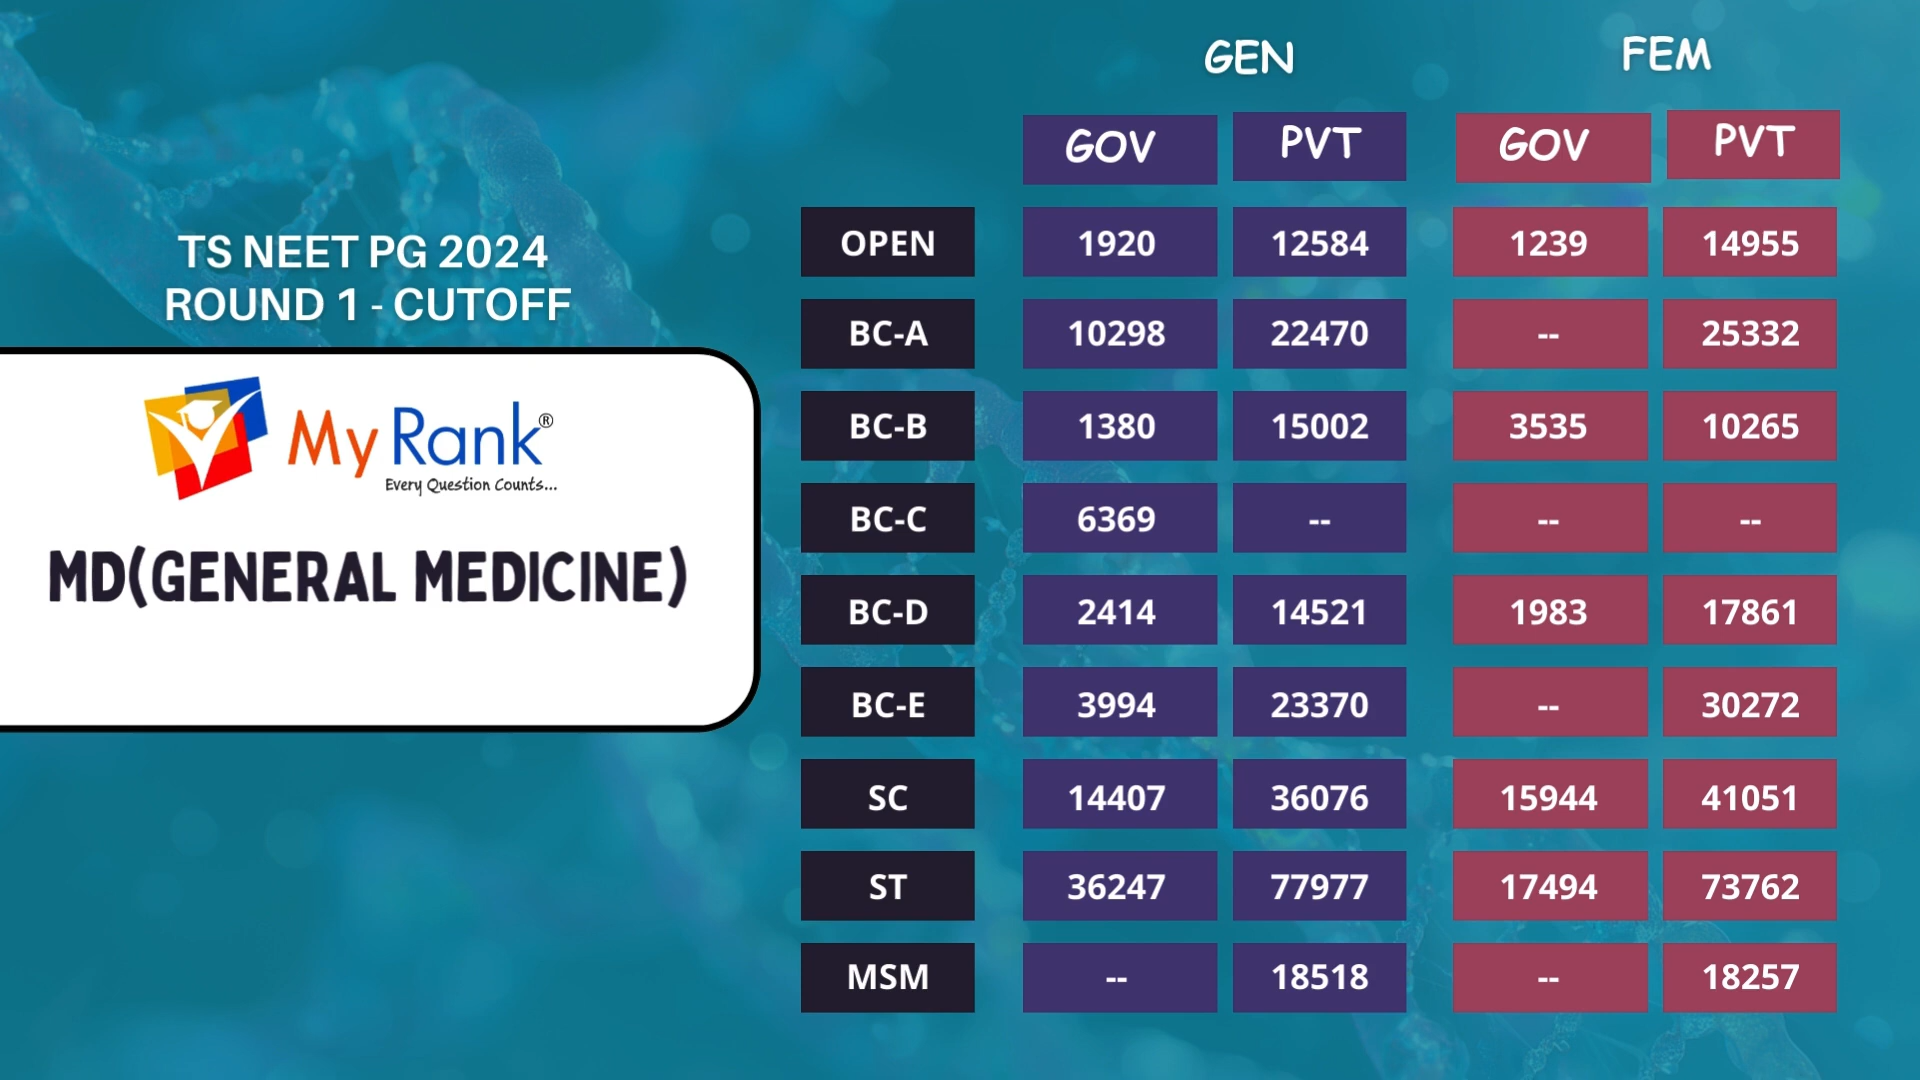 TS NEET PG 2024
ROUND 1 - CUTOFF
My Rank®
Every Question Counts...
MD(GENERAL MEDICINE)
GEN FEM
GOV PVT GOV PVT
OPEN 1920 12584 1239 14955
BC-A 10298 22470 -- 25332
BC-B 1380 15002 3535 10265
BC-C 6369 -- -- --
BC-D 2414 14521 1983 17861
BC-E 3994 23370 -- 30272
SC 14407 36076 15944 41051
ST 36247 77977 17494 73762
MSM -- 18518 -- 18257